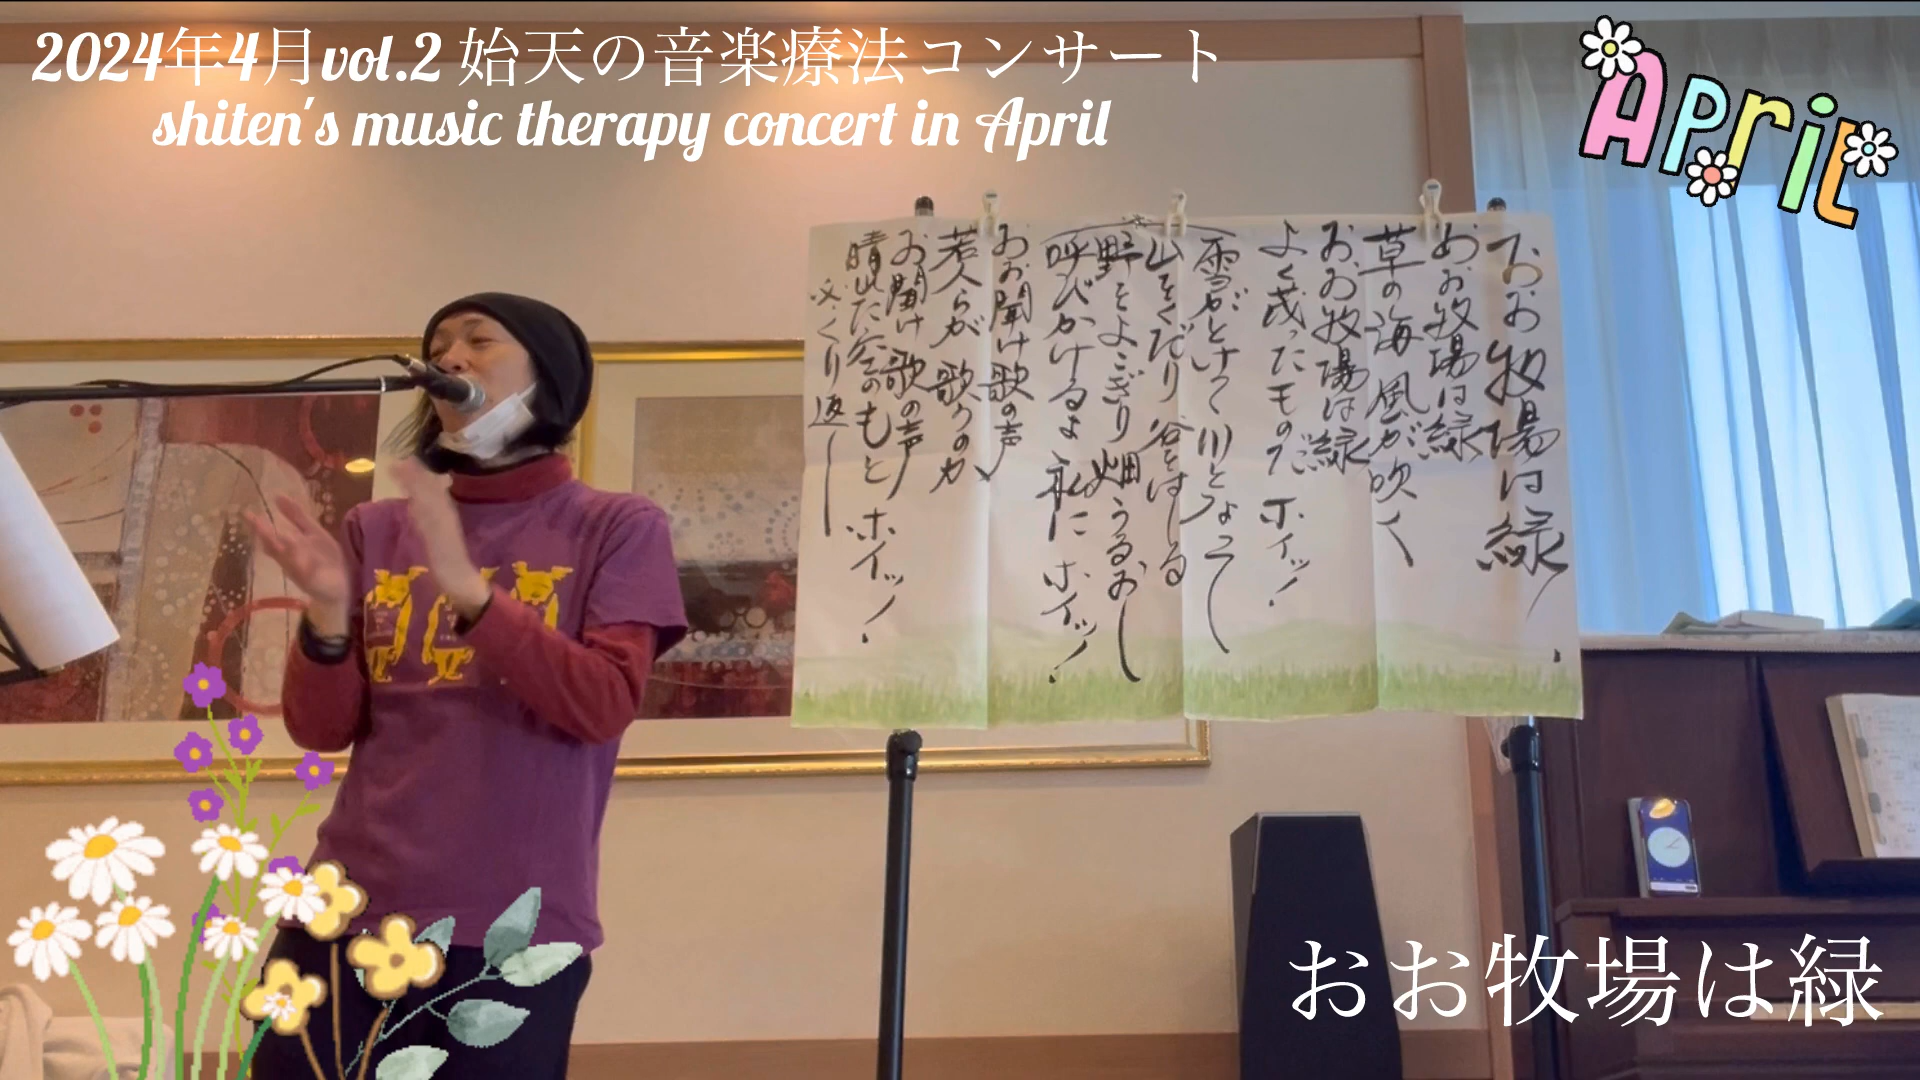 2024年4月vol.2 始天の音楽療法コンサート
shiten's music therapy concert in April
APRIL
おお牧場は緑
おお牧場は緑
草の海 風が吹く
おお牧場は緑
よく茂ったものだ ホイッ!
雪がとけて 川となって
山をくだり 谷をはしる
野をよこぎり 畑うるおし
呼びかけるよ 私に ホイッ!
おお聞け歌の声
若人らが 歌うのか
お聞け 歌の声
晴れた空のもと ホイッ!
くり返し
おお牧場は緑